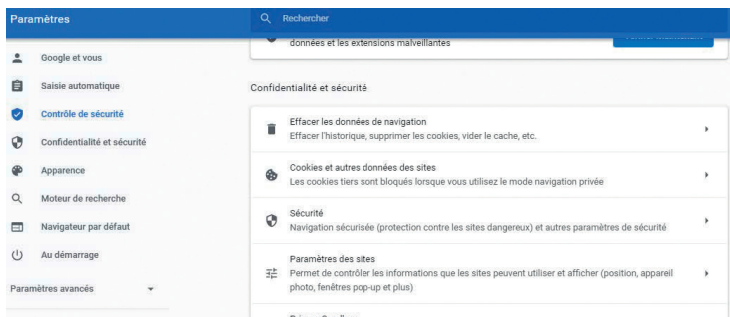 Paramètres
Rechercher
données et les extensions malveillantes
Google et vous
Saisie automatique
Contrôle de sécurité
Confidentialité et sécurité
Apparence
Moteur de recherche
Navigateur par défaut
Au démarrage
Paramètres avancés
Confidentialité et sécurité
Effacer les données de navigation
Effacer l'historique, supprimer les cookies, vider le cache, etc.
Cookies et autres données des sites
Les cookies tiers sont bloqués lorsque vous utilisez le mode navigation privée
Sécurité
Navigation sécurisée (protection contre les sites dangereux) et autres paramètres de sécurité
Paramètres des sites
Permet de contrôler les informations que les sites peuvent utiliser et afficher (position, appareil
photo, fenêtres pop-up et plus)